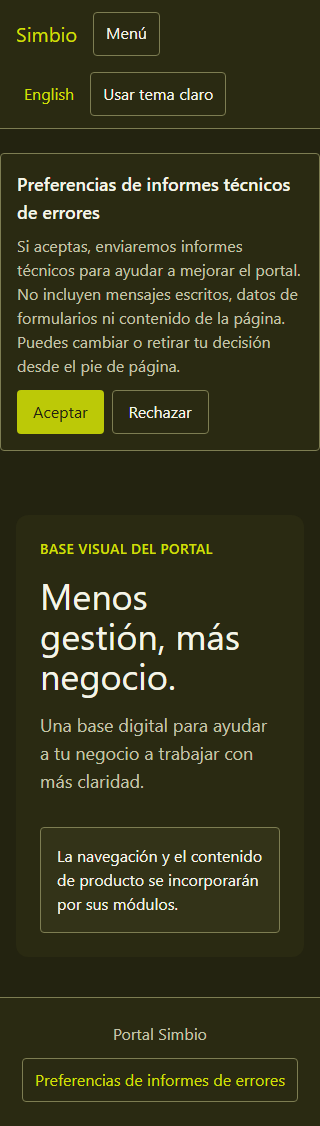 Simbio
Menú
English
Usar tema claro
Preferencias de informes técnicos
de errores
Si aceptas, enviaremos informes
técnicos para ayudar a mejorar el portal.
No incluyen mensajes escritos, datos de
formularios ni contenido de la página.
Puedes cambiar o retirar tu decisión
desde el pie de página.
Aceptar
Rechazar
BASE VISUAL DEL PORTAL
Menos
gestión, más
negocio.
Una base digital para ayudar
a tu negocio a trabajar con
más claridad.
La navegación y el contenido
de producto se incorporarán
por sus módulos.
Portal Simbio
Preferencias de informes de errores